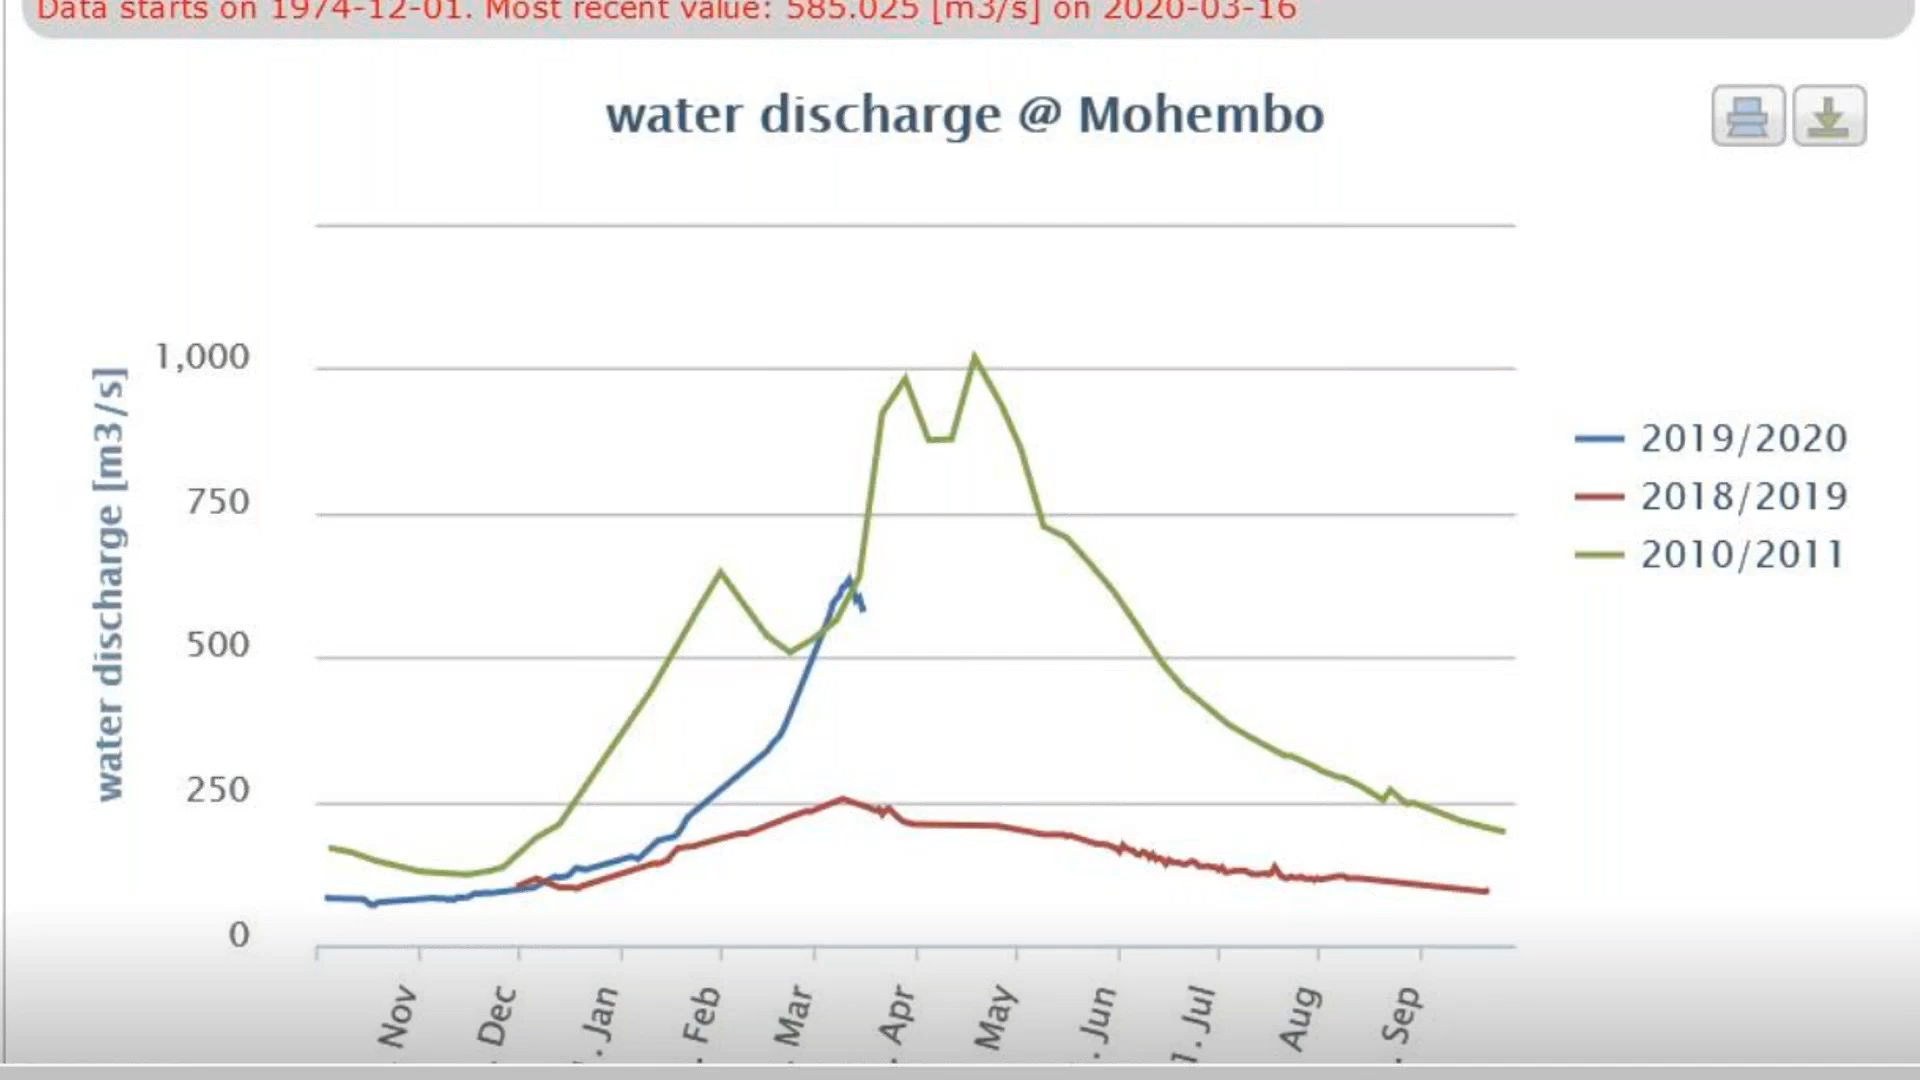 Data starts on 1974-12-01. Most recent value: 585.025 [m3/s] on 2020-03-16
water discharge @ Mohembo
water discharge [m3/s]
1,000
750
500
250
0
Nov
Dec
. Jan
. Feb
Mar
. Apr
May
. Jun
1. Jul
Aug
. Sep
2019/2020
2018/2019
2010/2011